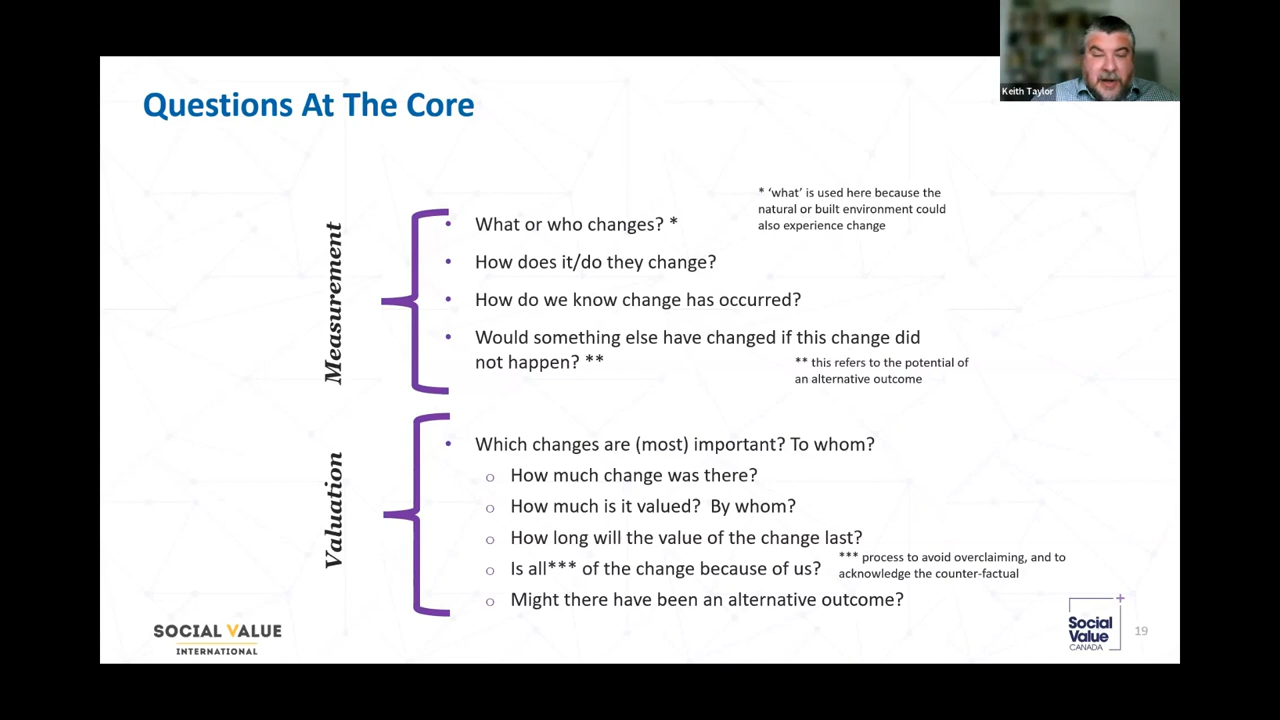 Keith Taylor
Questions At The Core
* 'what' is used here because the
natural or built environment could
also experience change
Measurement
• What or who changes? *
• How does it/do they change?
• How do we know change has occurred?
• Would something else have changed if this change did
not happen? **
** this refers to the potential of
an alternative outcome
Valuation
• Which changes are (most) important? To whom?
o How much change was there?
o How much is it valued?  By whom?
o How long will the value of the change last?
o Is all*** of the change because of us?
*** process to avoid overclaiming, and to
acknowledge the counter-factual
o Might there have been an alternative outcome?
SOCIAL VALUE
INTERNATIONAL
Social
Value
CANADA
19